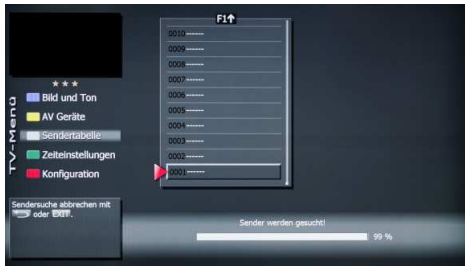 F1↑
0010 ------
0009 ------
0008 ------
0007 ------
0006 ------
0005 ------
0004 ------
0003 ------
0002 ------
0001 ------
★★★
TV-Menü
Bild und Ton
AV Geräte
Sendertabelle
Zeiteinstellungen
Konfiguration
Sendersuche abbrechen mit
oder EXIT.
Sender werden gesucht!
99 %